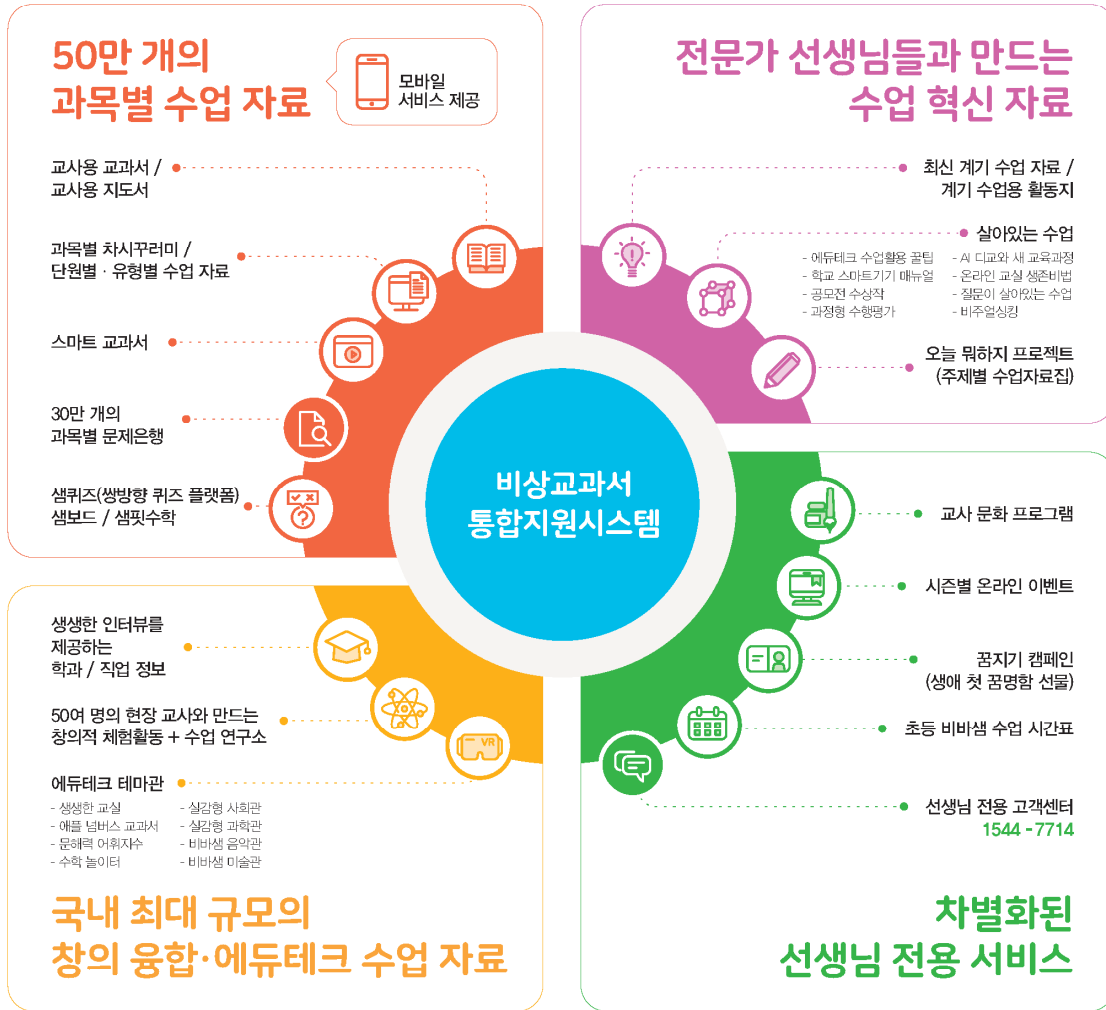 50만 개의
과목별 수업 자료
모바일
서비스 제공
교사용 교과서 /
교사용 지도서
과목별 차시꾸러미 /
단원별 · 유형별 수업 자료
스마트 교과서
30만 개의
과목별 문제은행
샘퀴즈(쌍방향 퀴즈 플랫폼)
샘보드 / 샘핏수학
전문가 선생님들과 만드는
수업 혁신 자료
최신 계기 수업 자료 /
계기 수업용 활동지
살아있는 수업
- 에듀테크 수업활용 꿀팁
- 학교 스마트기기 매뉴얼
- 공모전 수상작
- 과정형 수행평가
- AI 디교와 새 교육과정
- 온라인 교실 생존비법
- 질문이 살아있는 수업
- 비주얼싱킹
오늘 뭐하지 프로젝트
(주제별 수업자료집)
비상교과서
통합지원시스템
생생한 인터뷰를
제공하는
학과 / 직업 정보
50여 명의 현장 교사와 만드는
창의적 체험활동 + 수업 연구소
VR
에듀테크 테마관
- 생생한 교실
- 애플 넘버스 교과서
- 문해력 어휘지수
- 수학 놀이터
- 실감형 사회관
- 실감형 과학관
- 비바샘 음악관
- 비바샘 미술관
국내 최대 규모의
창의 융합·에듀테크 수업 자료
교사 문화 프로그램
시즌별 온라인 이벤트
꿈지기 캠페인
(생애 첫 꿈명함 선물)
초등 비바샘 수업 시간표
선생님 전용 고객센터
1544 - 7714
차별화된
선생님 전용 서비스